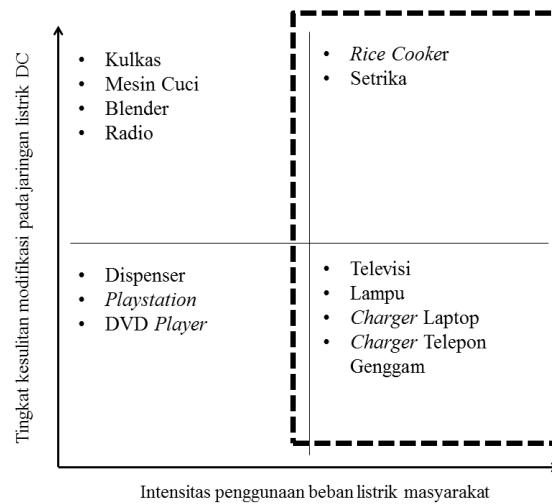 Tingkat kesulitan modifikasi pada jaringan listrik DC
• Kulkas
• Mesin Cuci
• Blender
• Radio
• Rice Cooker
• Setrika
• Dispenser
• Playstation
• DVD Player
• Televisi
• Lampu
• Charger Laptop
• Charger Telepon
Genggam
Intensitas penggunaan beban listrik masyarakat